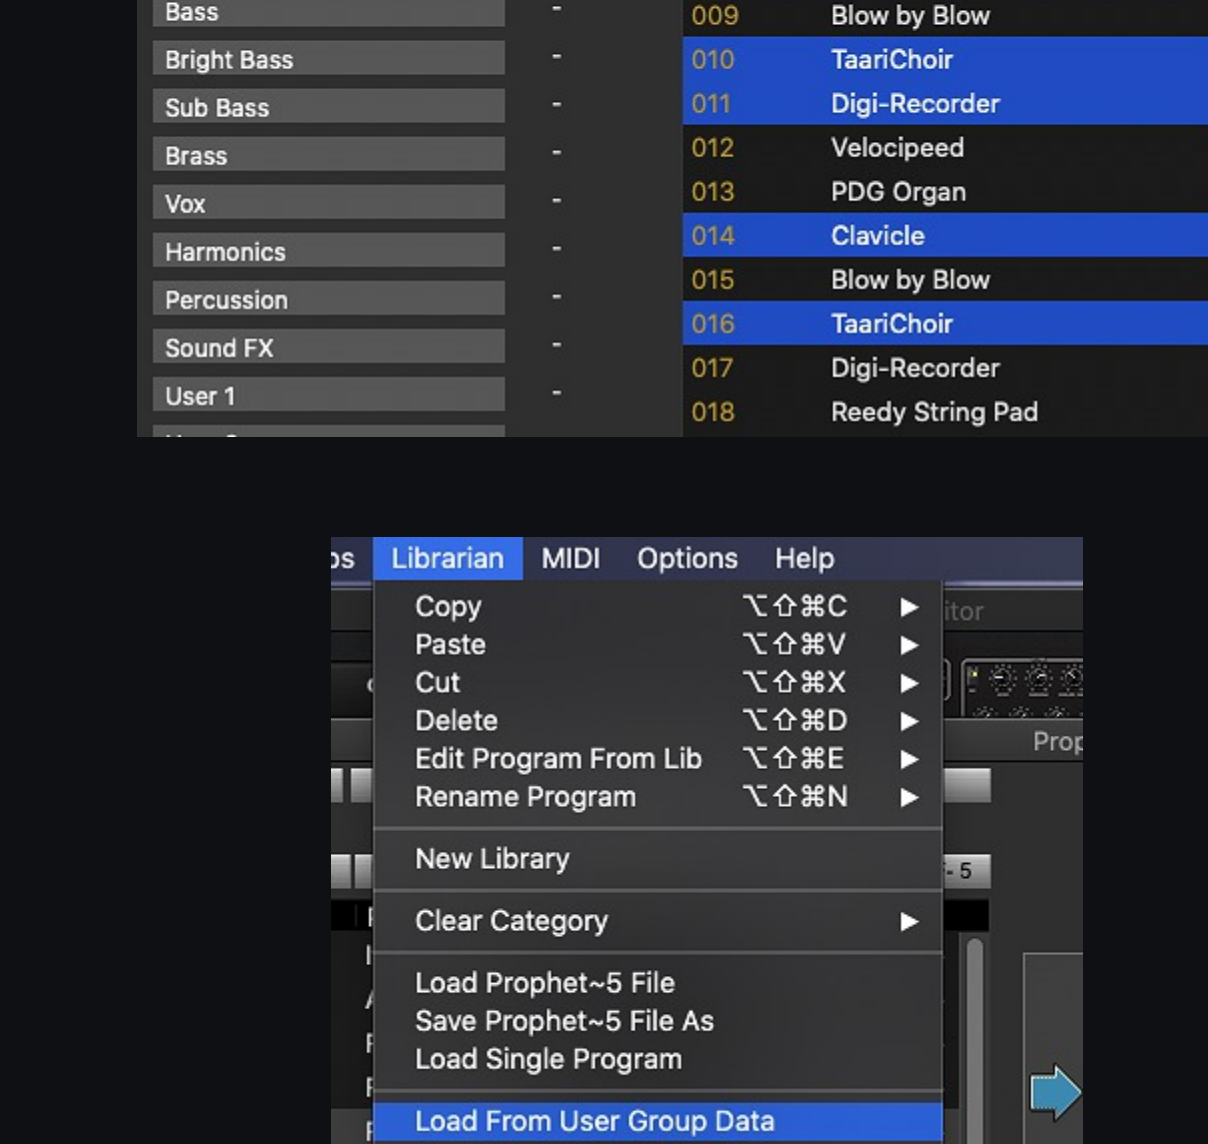 Bass - 009 Blow by Blow
Bright Bass - 010 TaariChoir
Sub Bass - 011 Digi-Recorder
Brass - 012 Velocipeed
Vox - 013 PDG Organ
Harmonics - 014 Clavicle
Percussion - 015 Blow by Blow
Sound FX - 016 TaariChoir
User 1 - 017 Digi-Recorder
018 Reedy String Pad
Librarian MIDI Options Help
Copy ⌥⇧⌘C ▶
Paste ⌥⇧⌘V ▶
Cut ⌥⇧⌘X ▶
Delete ⌥⇧⌘D ▶
Edit Program From Lib ⌥⇧⌘E ▶
Rename Program ⌥⇧⌘N ▶
New Library
- 5
Clear Category ▶
Load Prophet~5 File
Save Prophet~5 File As
Load Single Program
Load From User Group Data